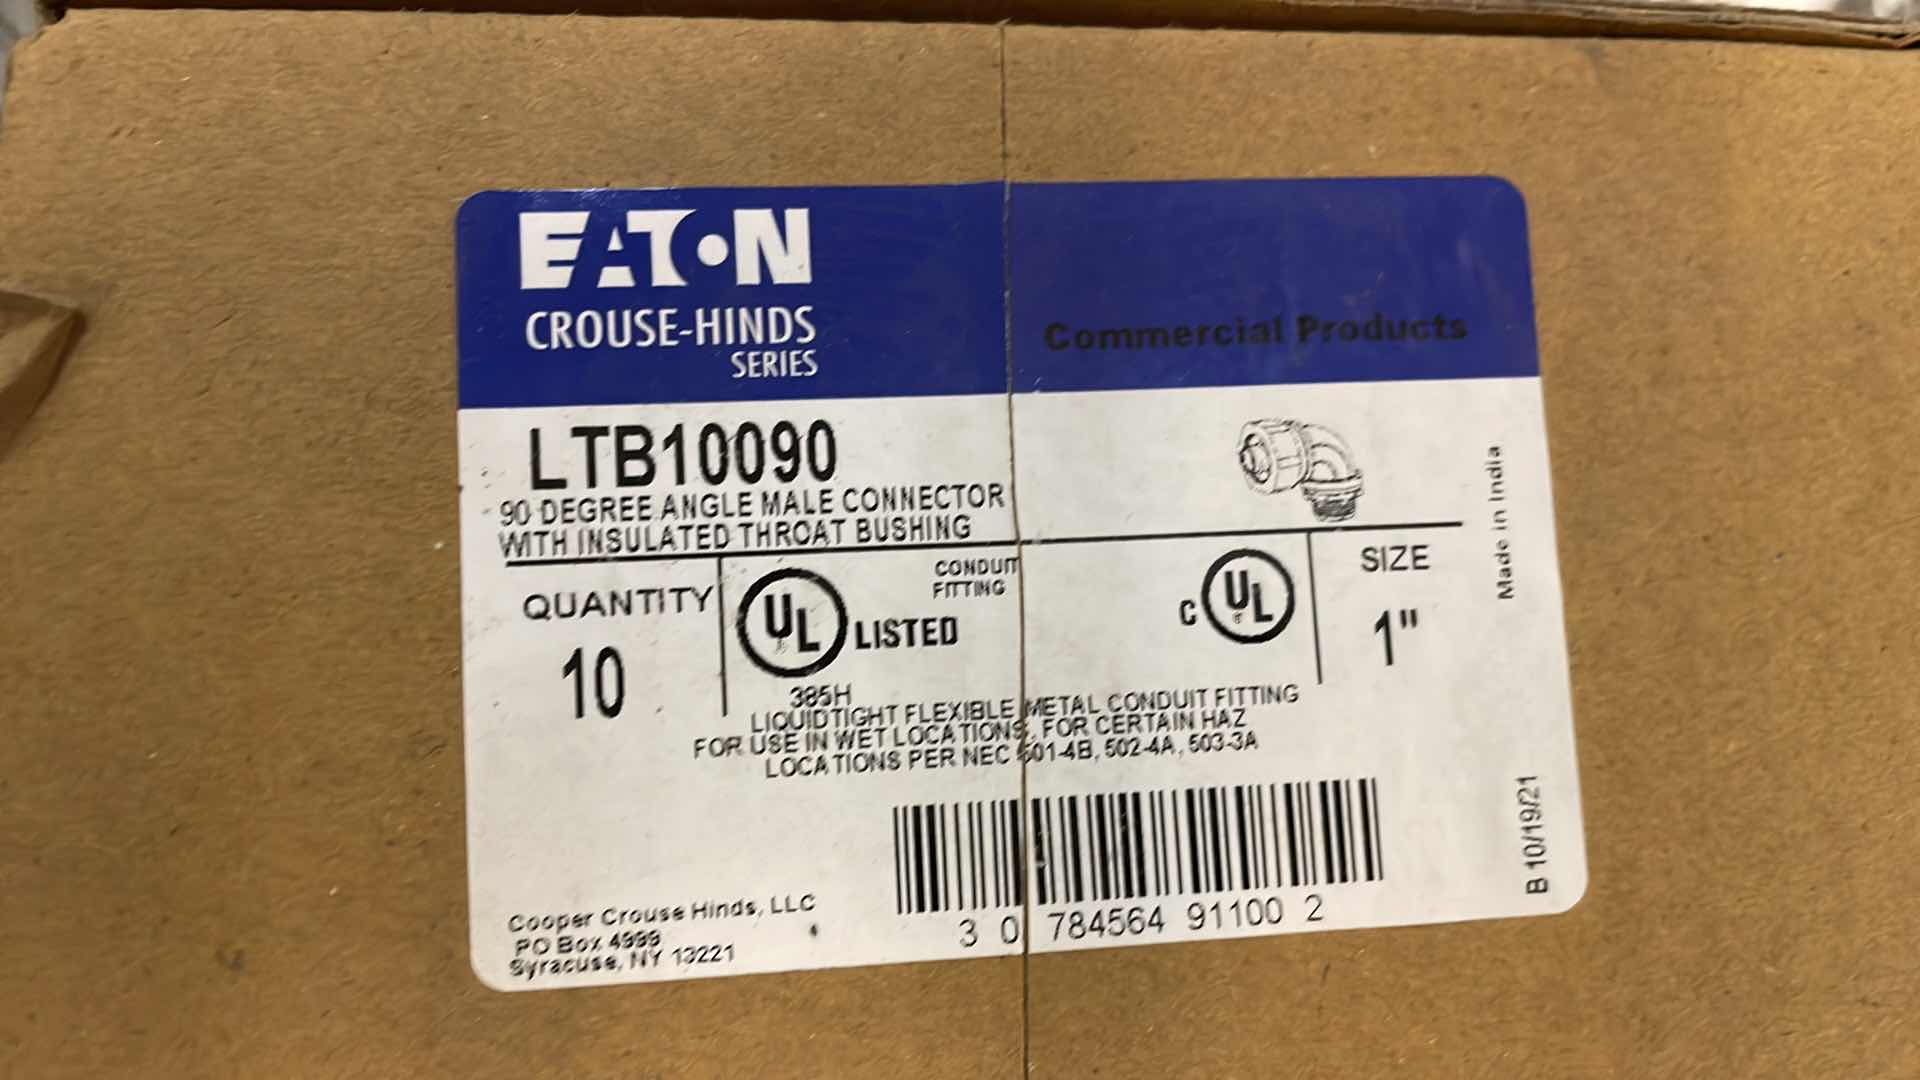 EATON
CROUSE-HINDS
SERIES
Commercial Products
LTB10090
90 DEGREE ANGLE MALE CONNECTOR
WITH INSULATED THROAT BUSHING
QUANTITY
10
UL
LISTED
CONDUIT
FITTING
385H
C UL
SIZE
1"
LIQUIDTIGHT FLEXIBLE METAL CONDUIT FITTING
FOR USE IN WET LOCATIONS, FOR CERTAIN HAZ
LOCATIONS PER NEC 501-4B, 502-4A, 503-3A
Made in India
B 10/19/21
3 0 784564 91100 2
Cooper Crouse Hinds, LLC
PO Box 4999
Syracuse, NY 13221